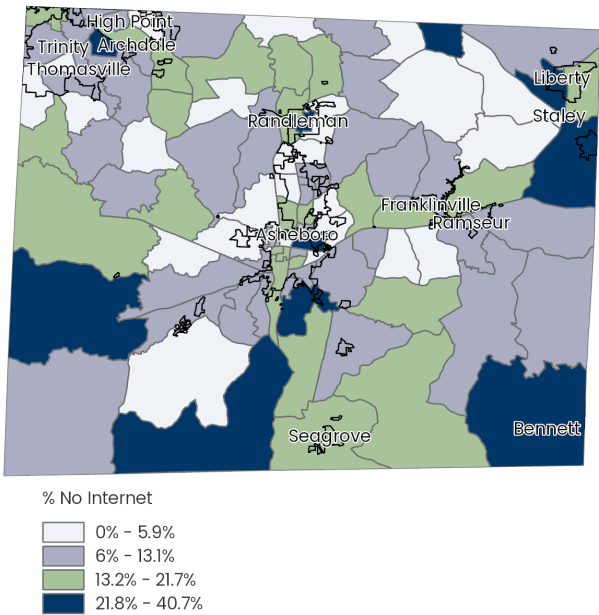 High Point
Trinity
Archdale
Thomasville
Liberty
Staley
Randleman
Franklinville
Ramseur
Asheboro
Seagrove
Bennett
% No Internet
0% - 5.9%
6% - 13.1%
13.2% - 21.7%
21.8% - 40.7%